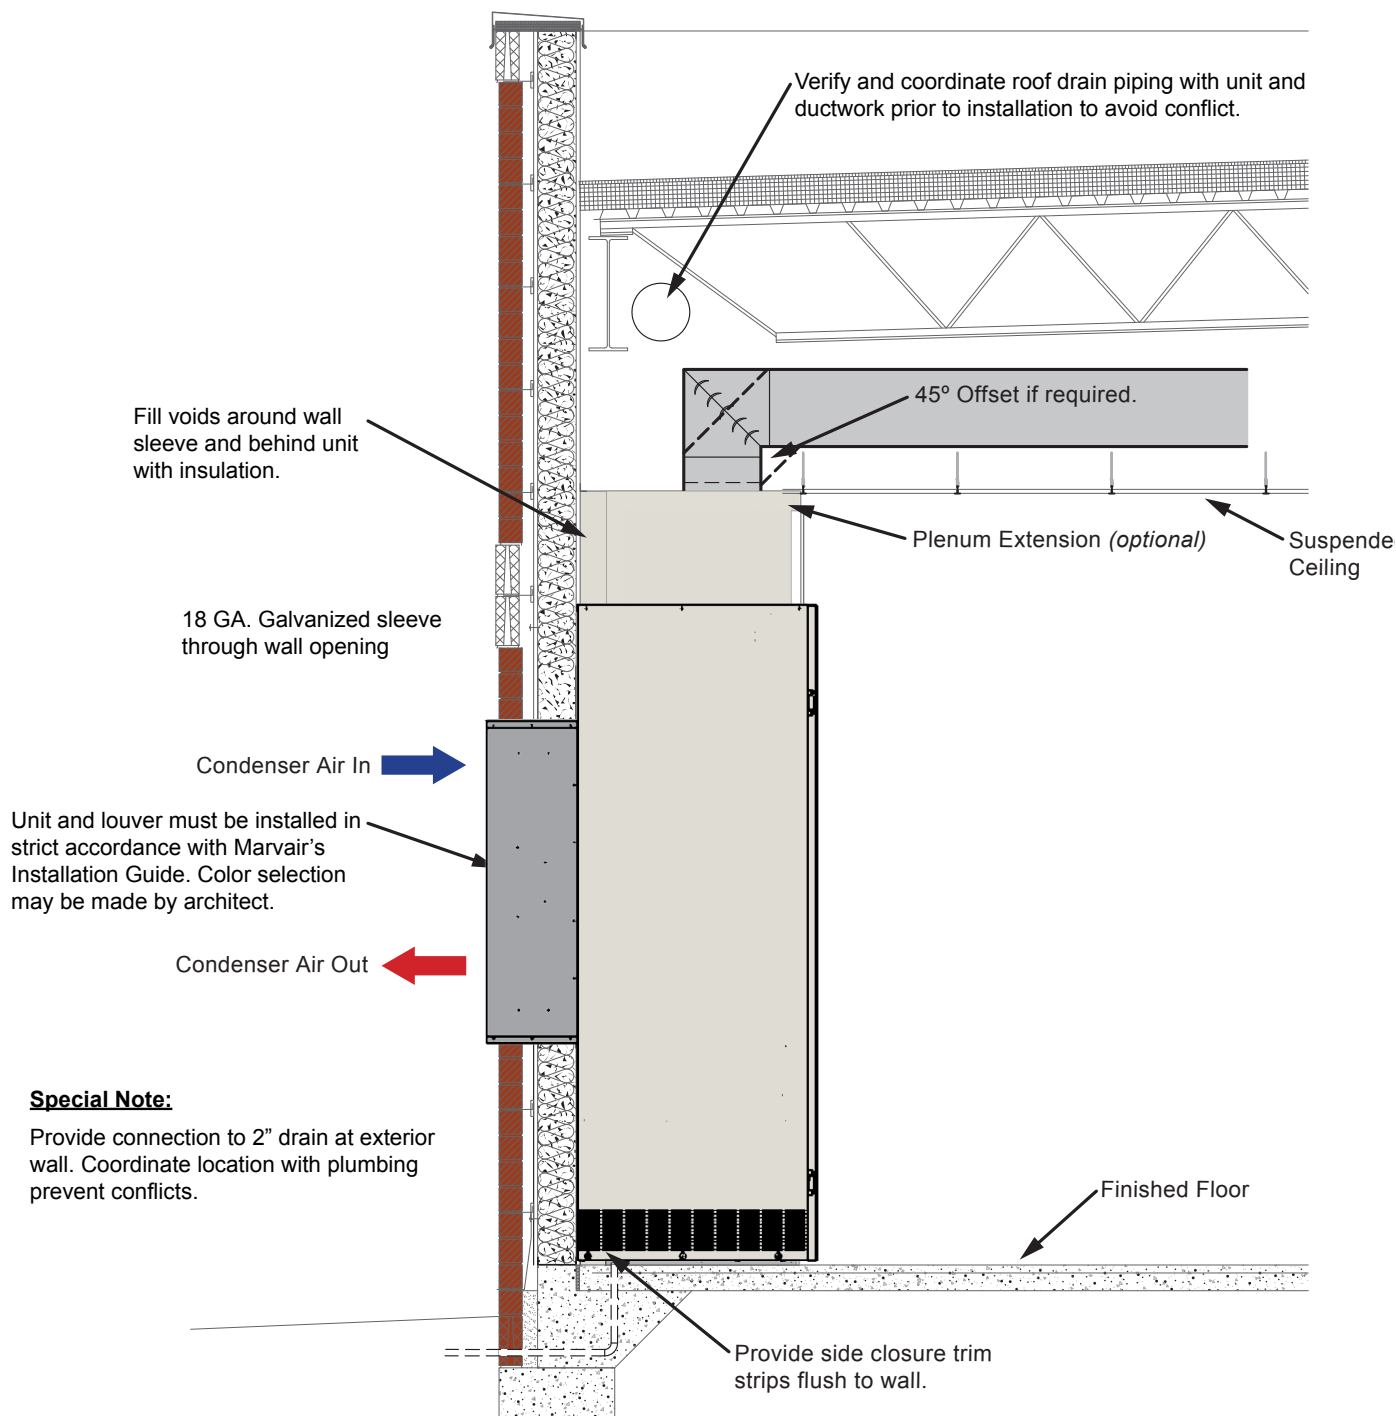 Verify and coordinate roof drain piping with unit and
ductwork prior to installation to avoid conflict.
45º Offset if required.
Fill voids around wall
sleeve and behind unit
with insulation.
Plenum Extension (optional)
Suspende
Ceiling
18 GA. Galvanized sleeve
through wall opening
Condenser Air In
Unit and louver must be installed in
strict accordance with Marvair’s
Installation Guide. Color selection
may be made by architect.
Condenser Air Out
Special Note:
Provide connection to 2” drain at exterior
wall. Coordinate location with plumbing
prevent conflicts.
Finished Floor
Provide side closure trim
strips flush to wall.